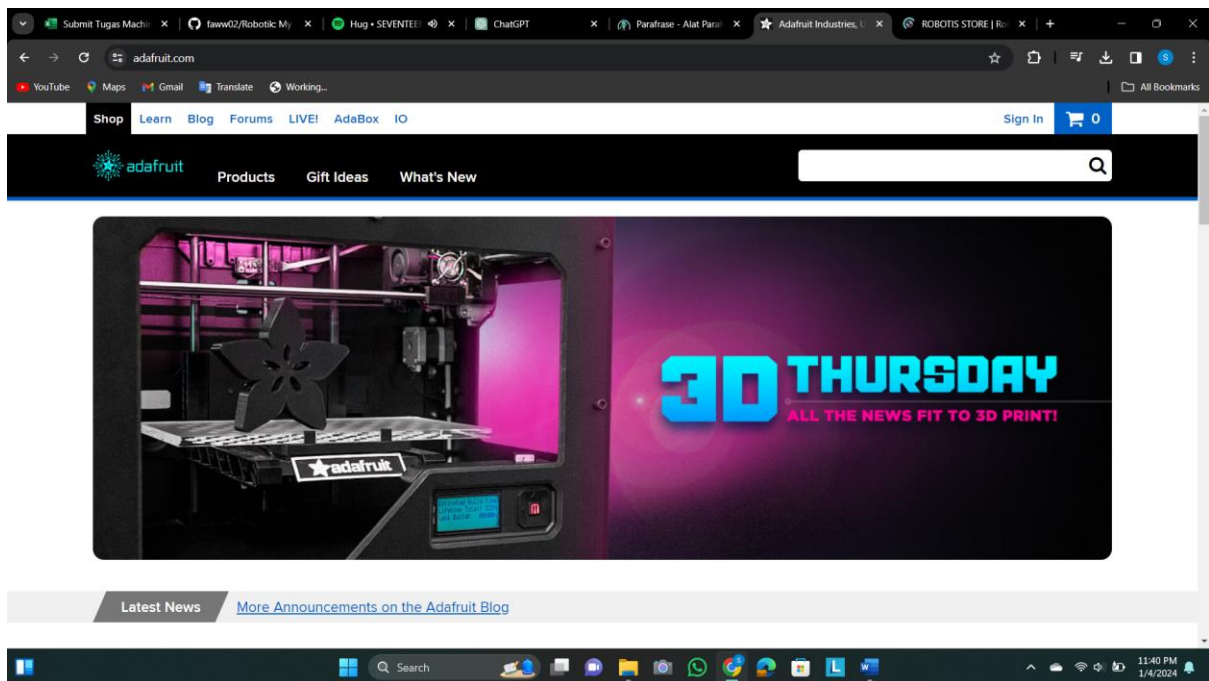 Submit Tugas Machin
faww02/Robotik: My
Hug • SEVENTEE
ChatGPT
Parafrase - Alat Paraf
Adafruit Industries, U
ROBOTIS STORE | Ro
adafruit.com
S
YouTube Maps Gmail Translate Working...
All Bookmarks
Shop Learn Blog Forums LIVE! AdaBox IO
Sign In 0
adafruit
Products Gift Ideas What's New
3D THURSDAY
ALL THE NEWS FIT TO 3D PRINT!
adafruit
Latest News More Announcements on the Adafruit Blog
Search
L
11:40 PM
1/4/2024